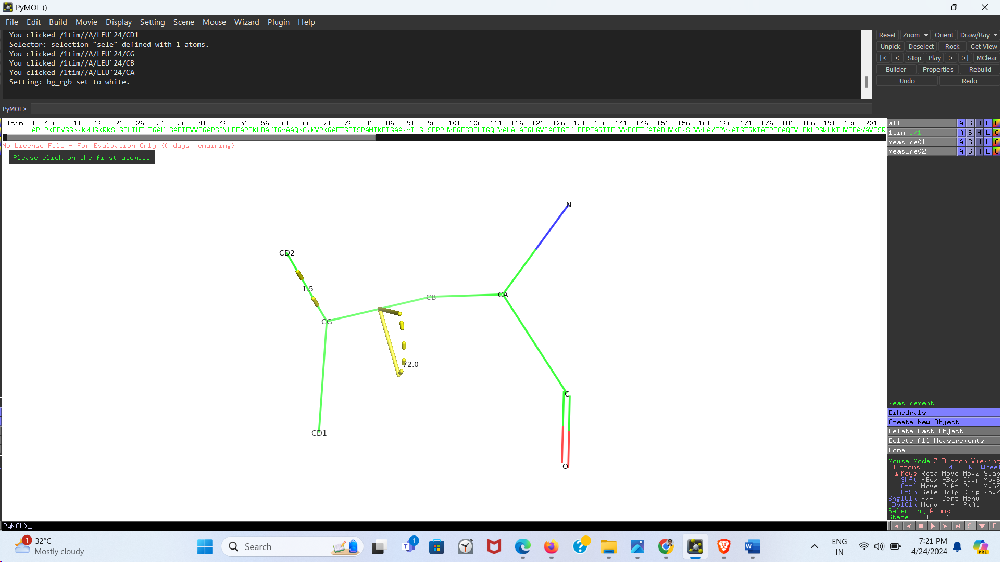 PyMOL ()
File Edit Build Movie Display Setting Scene Mouse Wizard Plugin Help
You clicked /1tim//A/LEU`24/CD1
Selector: selection "sele" defined with 1 atoms.
You clicked /1tim//A/LEU`24/CG
You clicked /1tim//A/LEU`24/CB
You clicked /1tim//A/LEU`24/CA
Setting: bg_rgb set to white.
Reset Zoom Orient Draw/Ray
Unpick Deselect Rock Get View
|< < Stop Play > >| MClear
Builder Properties Rebuild
Undo Redo
PyMOL>
/1tim 1 4 6 11 16 21 26 31 36 41 46 51 56 61 66 71 76 81 86 91 96 101 106 111 116 121 126 131 136 141 146 151 156 161 166 171 176 181 186 191 196 201
AP-RKFFVGGNWKMNGKRKSLGELIHTLDGAKLSADTEVVCGAPSIYLDFARQKLDAKIGVAAQNCYKVPKGAFTGEISPAMIKDIGAAWVILGHSERRHVFGESDELIGQKVAHALAEGLGVIACIGEKLDEREAGITEKVVFQETKAIADNVKDWSKVVLAYEPVWAIGTGKTATPQQAQEVHEKLRGWLKTHVSDAVAVQSR
No License File - For Evaluation Only (0 days remaining)
Please click on the first atom...
all A S H L C
1tim 1/1 A S H L C
measure01 A S H L C
measure02 A S H L C
N
CD2
1.5
CB
CA
CG
-72.0
C
CD1
O
Measurement
Dihedrals
Create New Object
Delete Last Object
Delete All Measurements
Done
Mouse Mode 3-Button Viewing
Buttons L M R Wheel
& Keys Rota Move MovZ Slab
Shft +Box -Box Clip MovS
Ctrl Move PkAt Pk1 MvSZ
CtSh Sele Orig Clip MovZ
SnglClk +/- Cent Menu
DblClk Menu - PkAt
Selecting Atoms
State 1/ 1
PyMOL>_
S F
1
32°C
Mostly cloudy
Search
1
ENG
IN
7:21 PM
4/24/2024
PRE